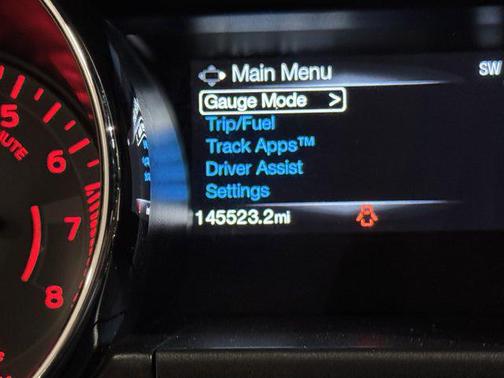 Main Menu
SW
Gauge Mode >
Trip/Fuel
Track Apps™
Driver Assist
Settings
145523.2mi
5
6
7
8